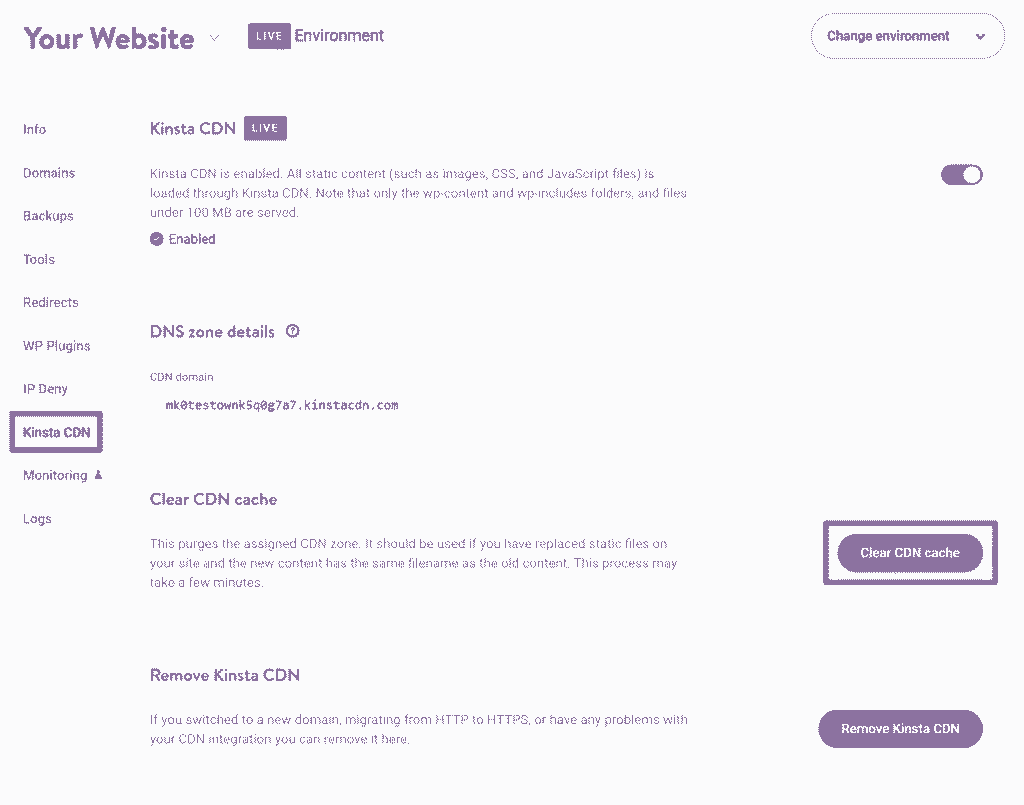 Your Website
LIVE Environment
Change environment
Info
Domains
Backups
Tools
Redirects
WP Plugins
IP Deny
Kinsta CDN
Monitoring
Logs
Kinsta CDN LIVE
Kinsta CDN is enabled. All static content (such as images, CSS, and JavaScript files) is
loaded through Kinsta CDN. Note that only the wp-content and wp-includes folders, and files
under 100 MB are served.
Enabled
DNS zone details
CDN domain
mk0testownk5q0g7a7.kinstacdn.com
Clear CDN cache
This purges the assigned CDN zone. It should be used if you have replaced static files on
your site and the new content has the same filename as the old content. This process may
take a few minutes.
Clear CDN cache
Remove Kinsta CDN
If you switched to a new domain, migrating from HTTP to HTTPS, or have any problems with
your CDN integration you can remove it here.
Remove Kinsta CDN